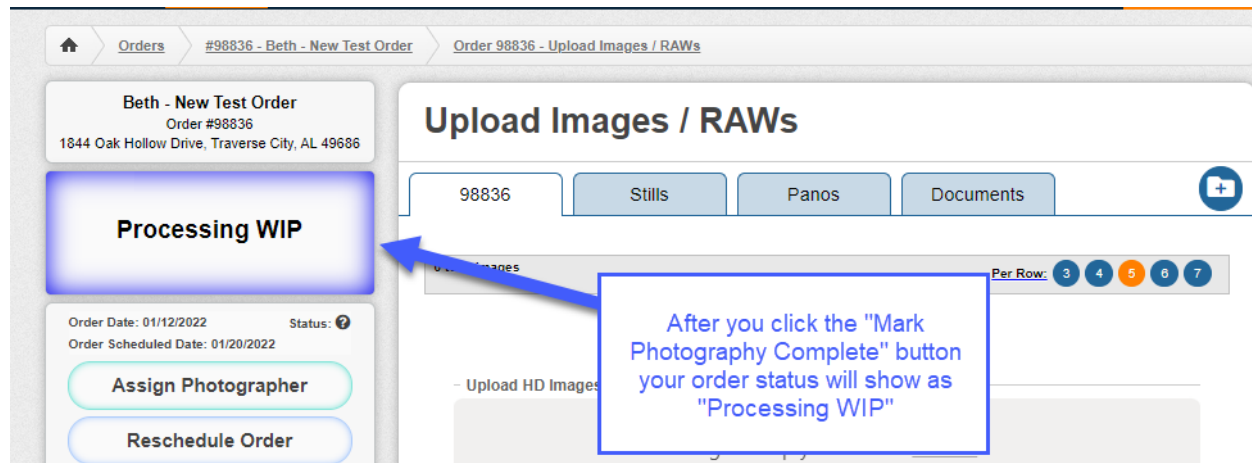 Orders #98836 - Beth - New Test Order Order 98836 - Upload Images / RAWs
Beth - New Test Order
Order #98836
1844 Oak Hollow Drive, Traverse City, AL 49686
Processing WIP
Order Date: 01/12/2022 Status:
Order Scheduled Date: 01/20/2022
Assign Photographer
Reschedule Order
Upload Images / RAWs
98836 Stills Panos Documents
Per Row: 3 4 5 6 7
After you click the "Mark
Photography Complete" button
your order status will show as
"Processing WIP"
Upload HD Images